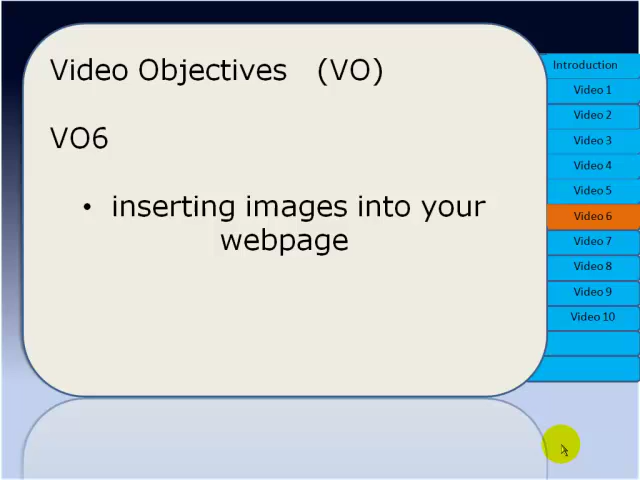 Video Objectives (VO)
VO6
• inserting images into your
webpage
Introduction
Video 1
Video 2
Video 3
Video 4
Video 5
Video 6
Video 7
Video 8
Video 9
Video 10